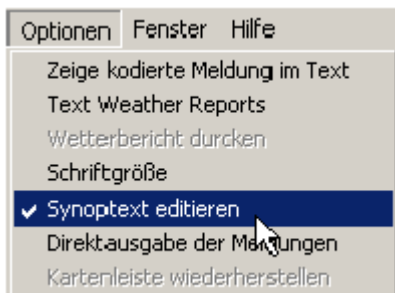 Optionen Fenster Hilfe
Zeige kodierte Meldung im Text
Text Weather Reports
Wetterbericht durcken
Schriftgröße
Synoptext editieren
Direktausgabe der Meldungen
Kartenleiste wiederherstellen